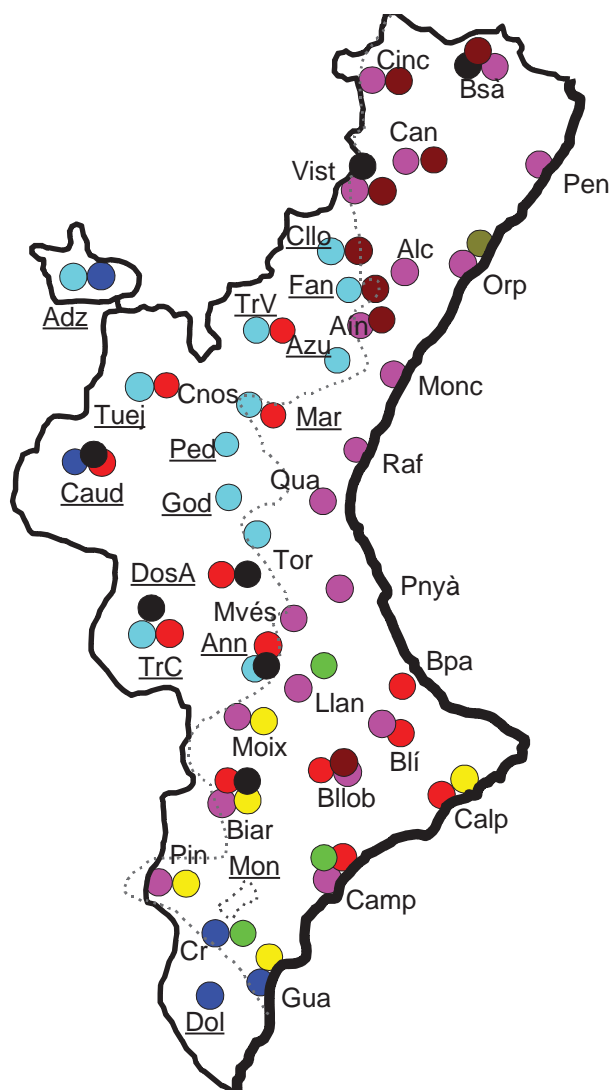 Cinc
Bsà
Can
Vist
Pen
Cllo
Alc
Orp
Fan
Adz
TrV
Aín
Azu
Monc
Cnos
Tuej
Mar
Ped
Raf
Qua
Caud
God
Tor
DosA
Pnyà
Mvés
Ann
TrC
Bpa
Llan
Moix
Blí
Bllob
Calp
Biar
Pin
Mon
Camp
Cr
Gua
Dol